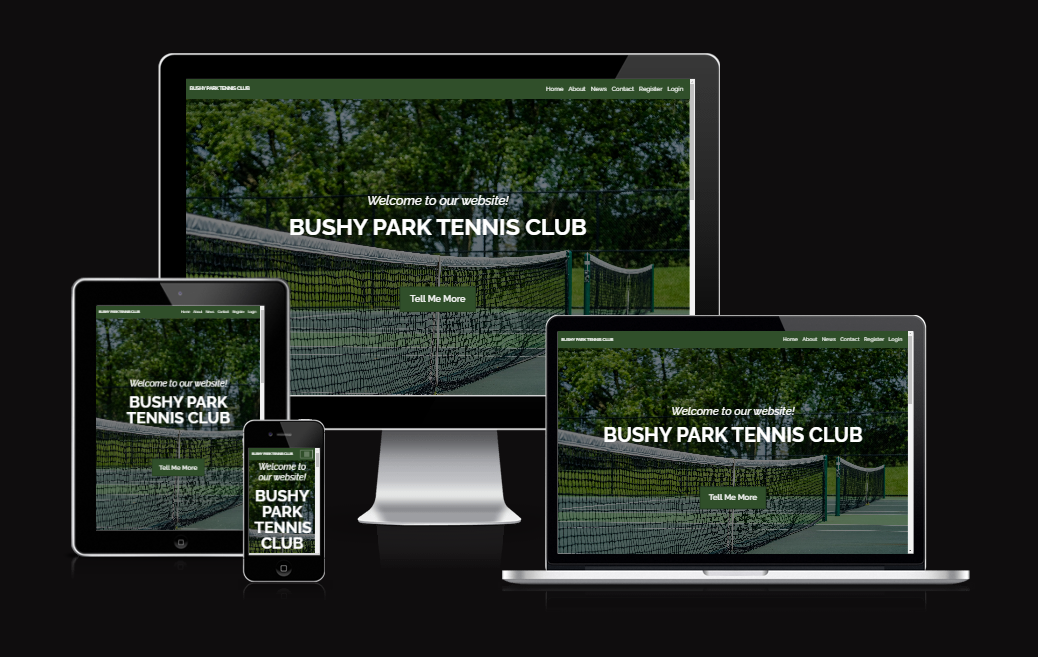 BUSHY PARK TENNIS CLUB
Home About News Contact Register Login
Welcome to our website!
BUSHY PARK TENNIS CLUB
Tell Me More
BUSHY PARK TENNIS CLUB
Home About News Contact Register Login
Welcome to our website!
BUSHY PARK
TENNIS CLUB
Tell Me More
BUSHY PARK TENNIS CLUB
Welcome to
our website!
BUSHY
PARK
TENNIS
CLUB
BUSHY PARK TENNIS CLUB
Home About News Contact Register Login
Welcome to our website!
BUSHY PARK TENNIS CLUB
Tell Me More